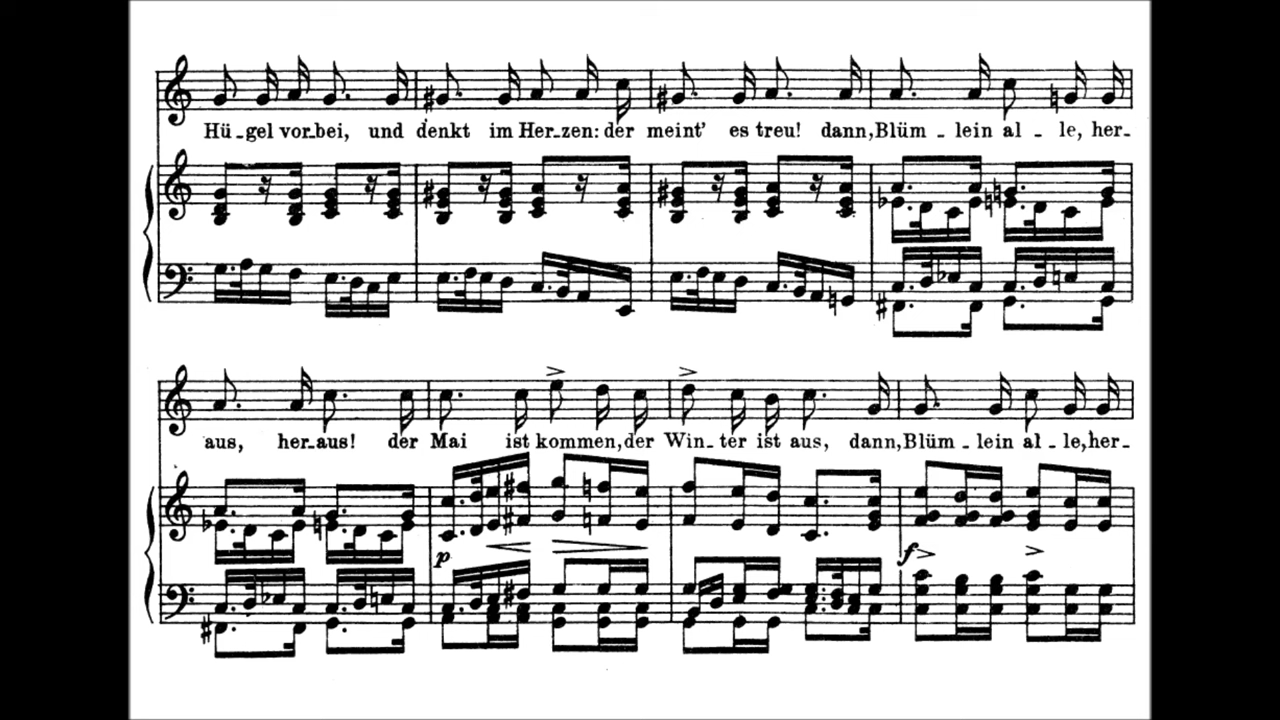 Hü-gel vor-bei, und denkt im Her-zen: der meint' es treu! dann, Blüm-lein al-le, her-
aus, her-aus! der Mai ist kommen, der Win-ter ist aus, dann, Blüm-lein al-le, her-
p
f